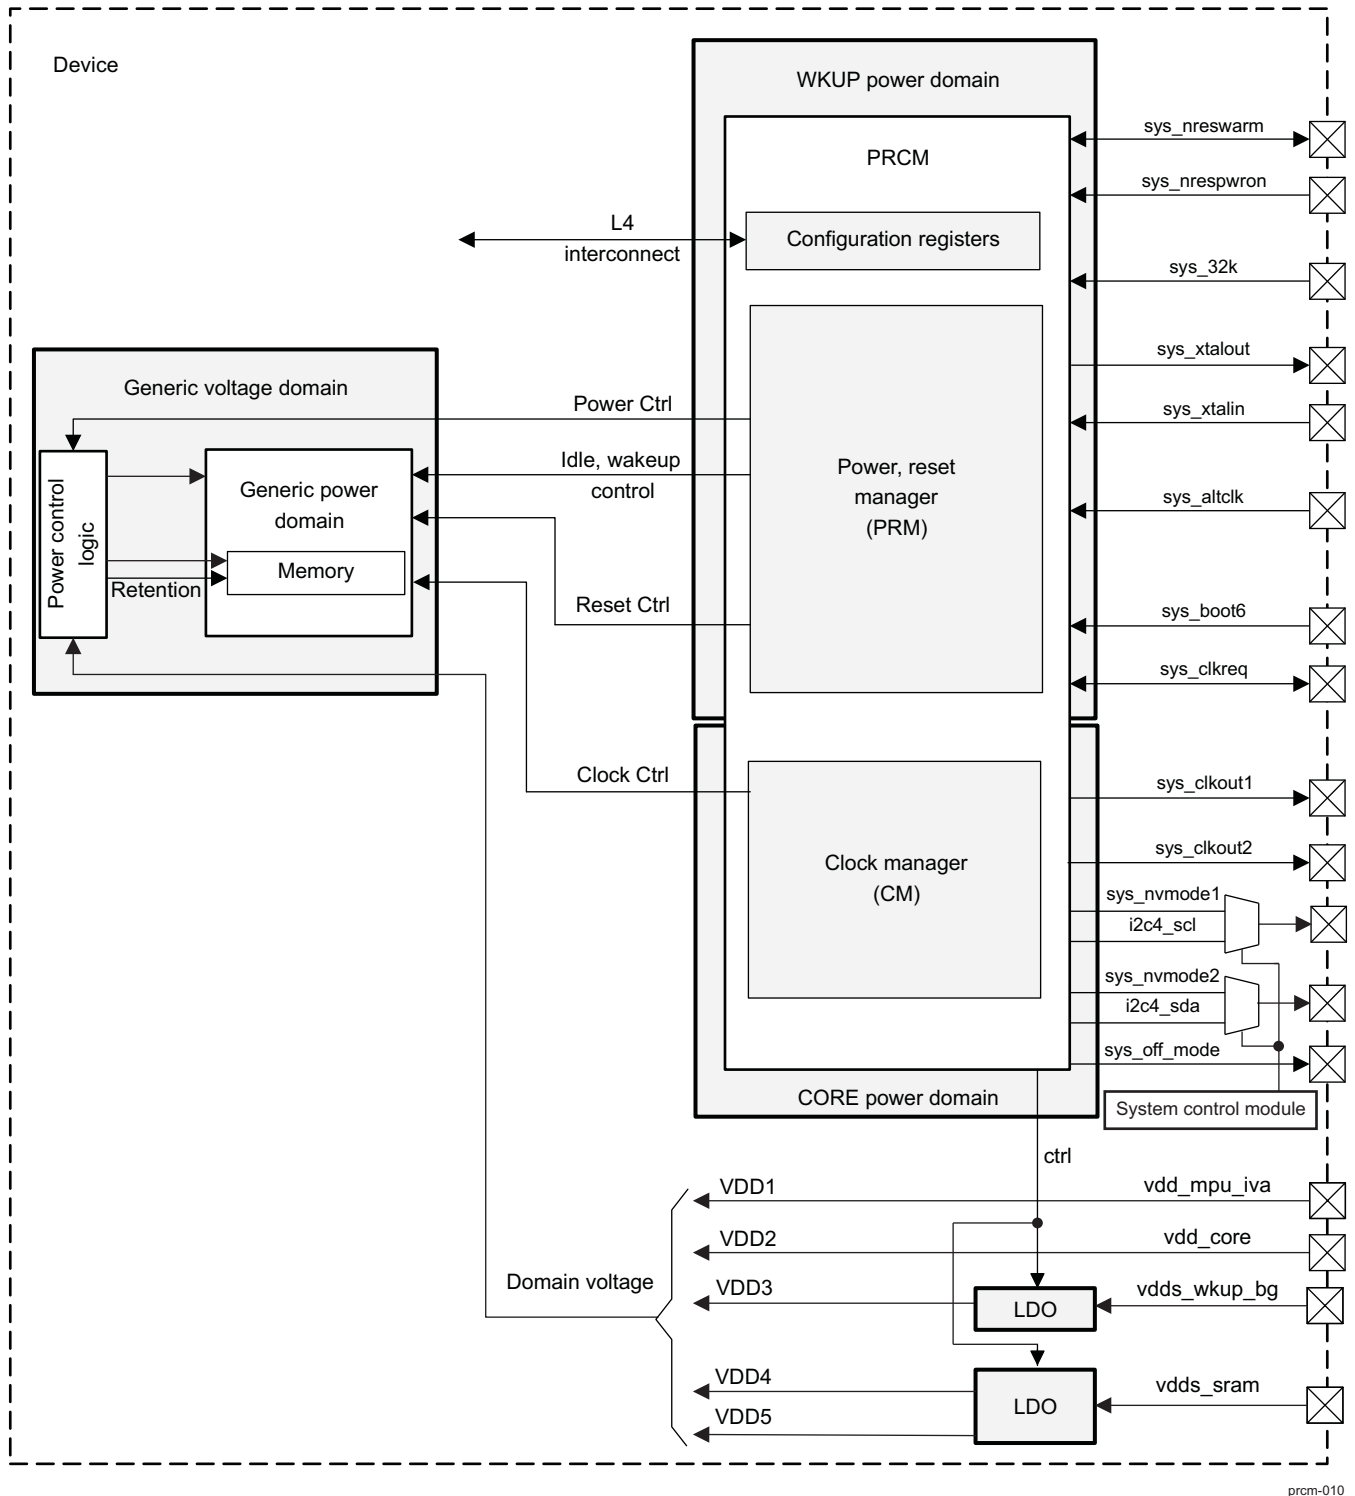 Device
WKUP power domain
PRCM
Configuration registers
L4
interconnect
Generic voltage domain
Power Ctrl
Idle, wakeup
control
Reset Ctrl
Clock Ctrl
Power control
logic
Generic power
domain
Memory
Retention
Power, reset
manager
(PRM)
Clock manager
(CM)
CORE power domain
sys_nreswarm
sys_nrespwron
sys_32k
sys_xtalout
sys_xtalin
sys_altclk
sys_boot6
sys_clkreq
sys_clkout1
sys_clkout2
sys_nvmode1
i2c4_scl
sys_nvmode2
i2c4_sda
sys_off_mode
System control module
ctrl
VDD1
vdd_mpu_iva
VDD2
vdd_core
Domain voltage
VDD3
LDO
vdds_wkup_bg
VDD4
VDD5
LDO
vdds_sram
prcm-010